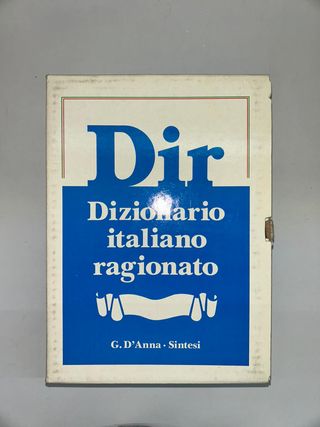 Dir
Dizionario
italiano
ragionato
G. D'Anna · Sintesi